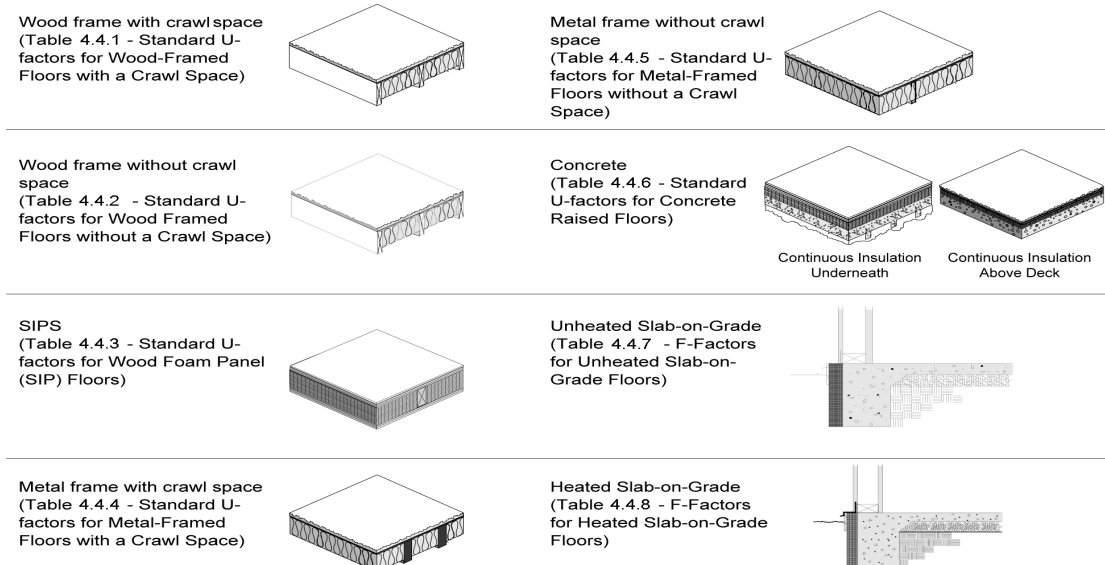 Wood frame with crawl space
(Table 4.4.1 - Standard U-
factors for Wood-Framed
Floors with a Crawl Space)
Metal frame without crawl
space
(Table 4.4.5 - Standard U-
factors for Metal-Framed
Floors without a Crawl
Space)
Wood frame without crawl
space
(Table 4.4.2 - Standard U-
factors for Wood Framed
Floors without a Crawl Space)
Concrete
(Table 4.4.6 - Standard
U-factors for Concrete
Raised Floors)
Continuous Insulation
Underneath
Continuous Insulation
Above Deck
SIPS
(Table 4.4.3 - Standard U-
factors for Wood Foam Panel
(SIP) Floors)
Unheated Slab-on-Grade
(Table 4.4.7 - F-Factors
for Unheated Slab-on-
Grade Floors)
Metal frame with crawl space
(Table 4.4.4 - Standard U-
factors for Metal-Framed
Floors with a Crawl Space)
Heated Slab-on-Grade
(Table 4.4.8 - F-Factors
for Heated Slab-on-Grade
Floors)